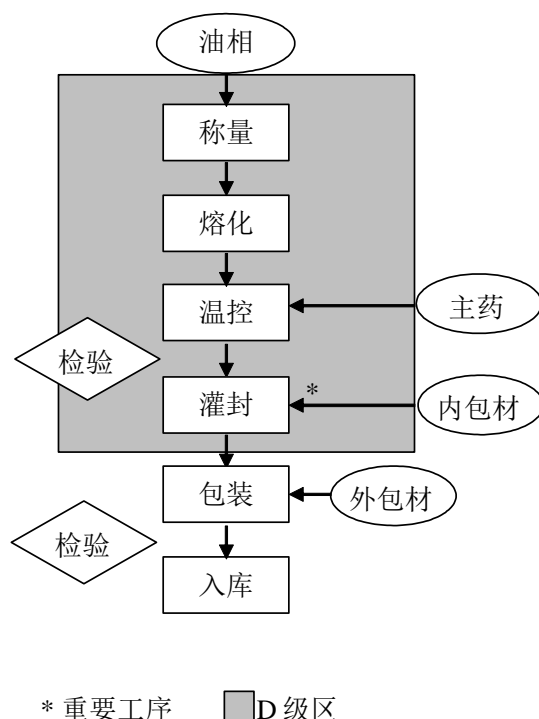 油相
称量
熔化
温控
主药
检验
灌封
*
内包材
包装
外包材
检验
入库
* 重要工序
D 级区